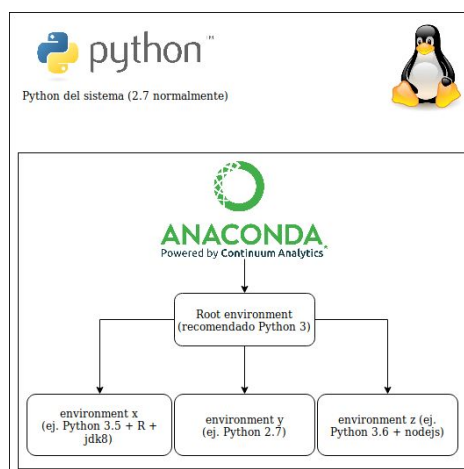 python™
Python del sistema (2.7 normalmente)
ANACONDA
Powered by Continuum Analytics
Root environment
(recomendado Python 3)
environment x
(ej. Python 3.5 + R +
jdk8)
environment y
(ej. Python 2.7)
environment z (ej.
Python 3.6 + nodejs)